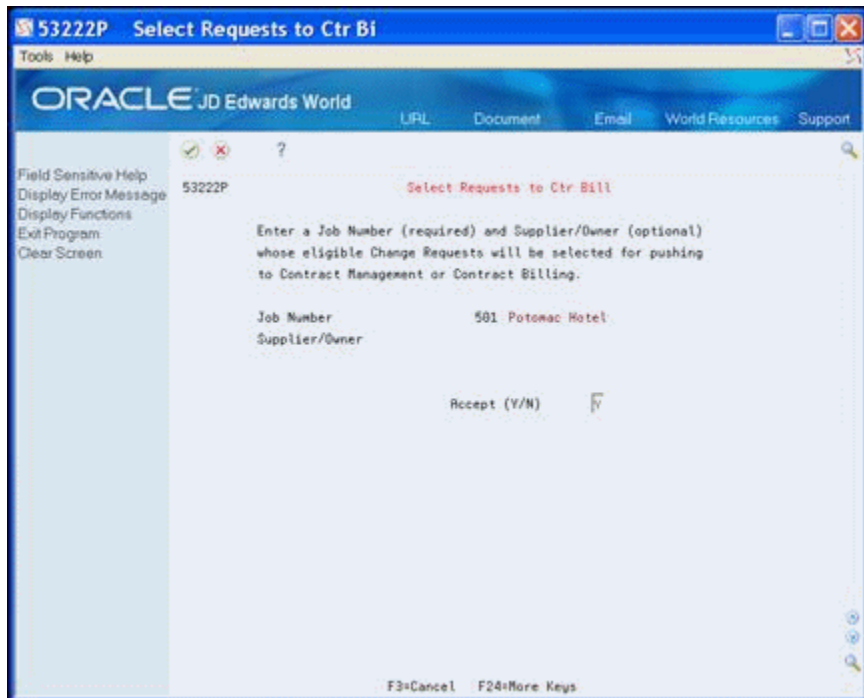 53222P Select Requests to Ctr Bi
Tools Help
ORACLE JD Edwards World
URL Document Email World Resources Support
?
Field Sensitive Help
Display Error Message
Display Functions
Exit Program
Clear Screen
53222P Select Requests to Ctr Bill
Enter a Job Number (required) and Supplier/Owner (optional)
whose eligible Change Requests will be selected for pushing
to Contract Management or Contract Billing.
Job Number 501 Potomac Hotel
Supplier/Owner
Accept (Y/N) Y
F3=Cancel F24=More Keys